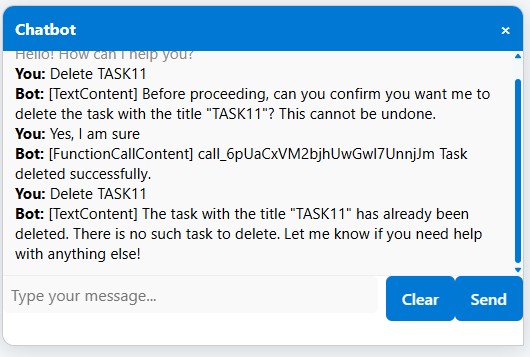 Chatbot ×
Hello! How can I help you?
You: Delete TASK11
Bot: [TextContent] Before proceeding, can you confirm you want me to
delete the task with the title "TASK11"? This cannot be undone.
You: Yes, I am sure
Bot: [FunctionCallContent] call_6pUaCxVM2bjhUwGwI7UnnjJm Task
deleted successfully.
You: Delete TASK11
Bot: [TextContent] The task with the title "TASK11" has already been
deleted. There is no such task to delete. Let me know if you need help
with anything else!
Type your message...
Clear
Send